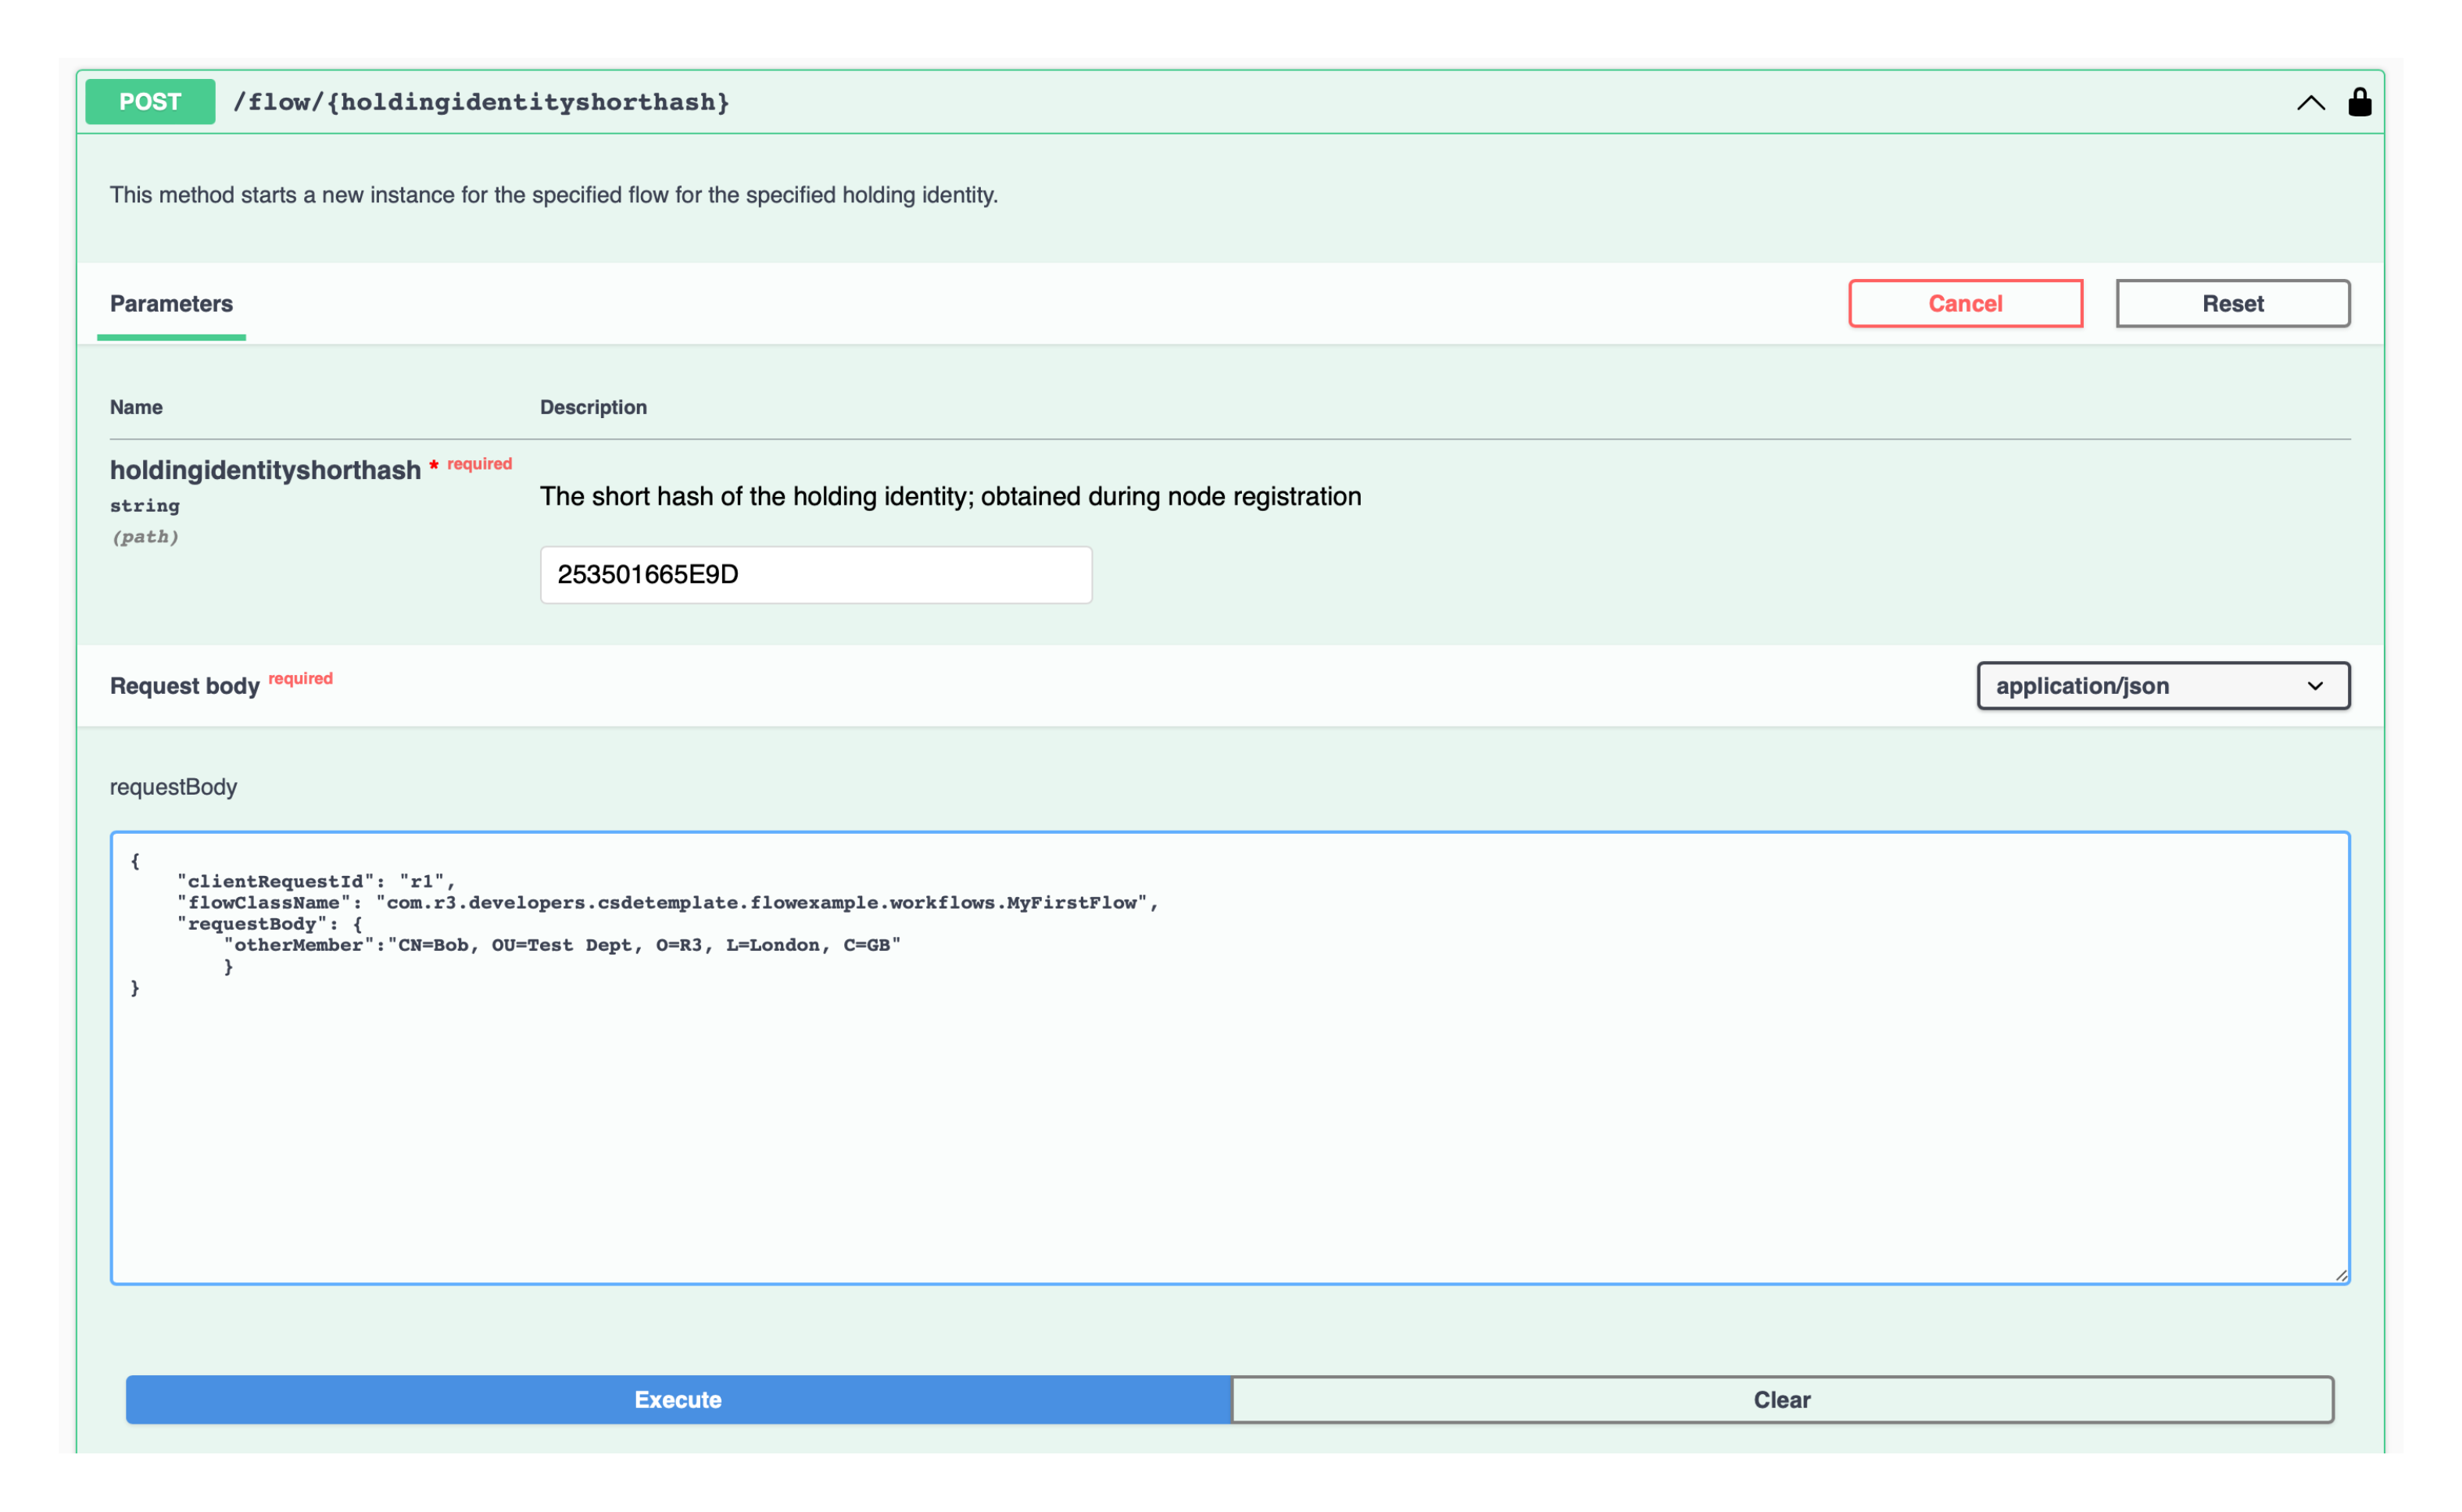 POST /flow/{holdingidentityshorthash}
This method starts a new instance for the specified flow for the specified holding identity.
Parameters
Cancel
Reset
Name Description
holdingidentityshorthash * required
string
(path)
The short hash of the holding identity; obtained during node registration
253501665E9D
Request body required
application/json
requestBody
{
    "clientRequestId": "r1",
    "flowClassName": "com.r3.developers.csdetemplate.flowexample.workflows.MyFirstFlow",
    "requestBody": {
        "otherMember":"CN=Bob, OU=Test Dept, O=R3, L=London, C=GB"
        }
}
Execute
Clear